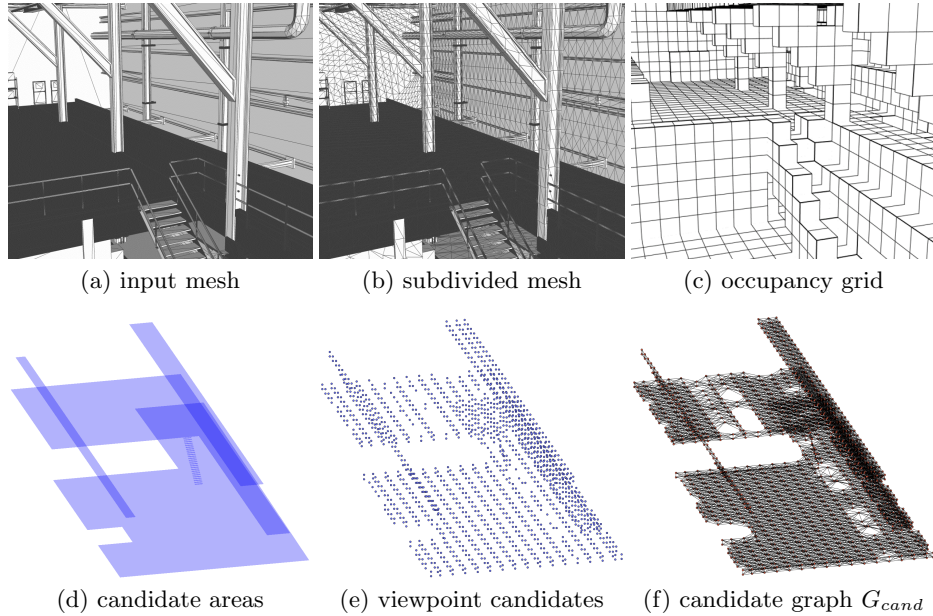 (a) input mesh
(b) subdivided mesh
(c) occupancy grid
(d) candidate areas
(e) viewpoint candidates
(f) candidate graph G_cand